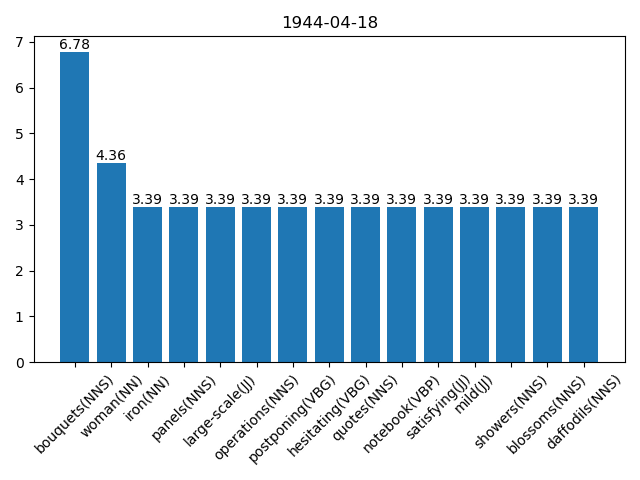 1944-04-18
7
6
5
4
3
2
1
0
6.78
4.36
3.39
3.39
3.39
3.39
3.39
3.39
3.39
3.39
3.39
3.39
3.39
3.39
3.39
bouquets(NNS)
woman(NN)
iron(NN)
panels(NNS)
large-scale(JJ)
operations(NNS)
postponing(VBG)
hesitating(VBG)
quotes(NNS)
notebook(VBP)
satisfying(JJ)
mild(JJ)
showers(NNS)
blossoms(NNS)
daffodils(NNS)